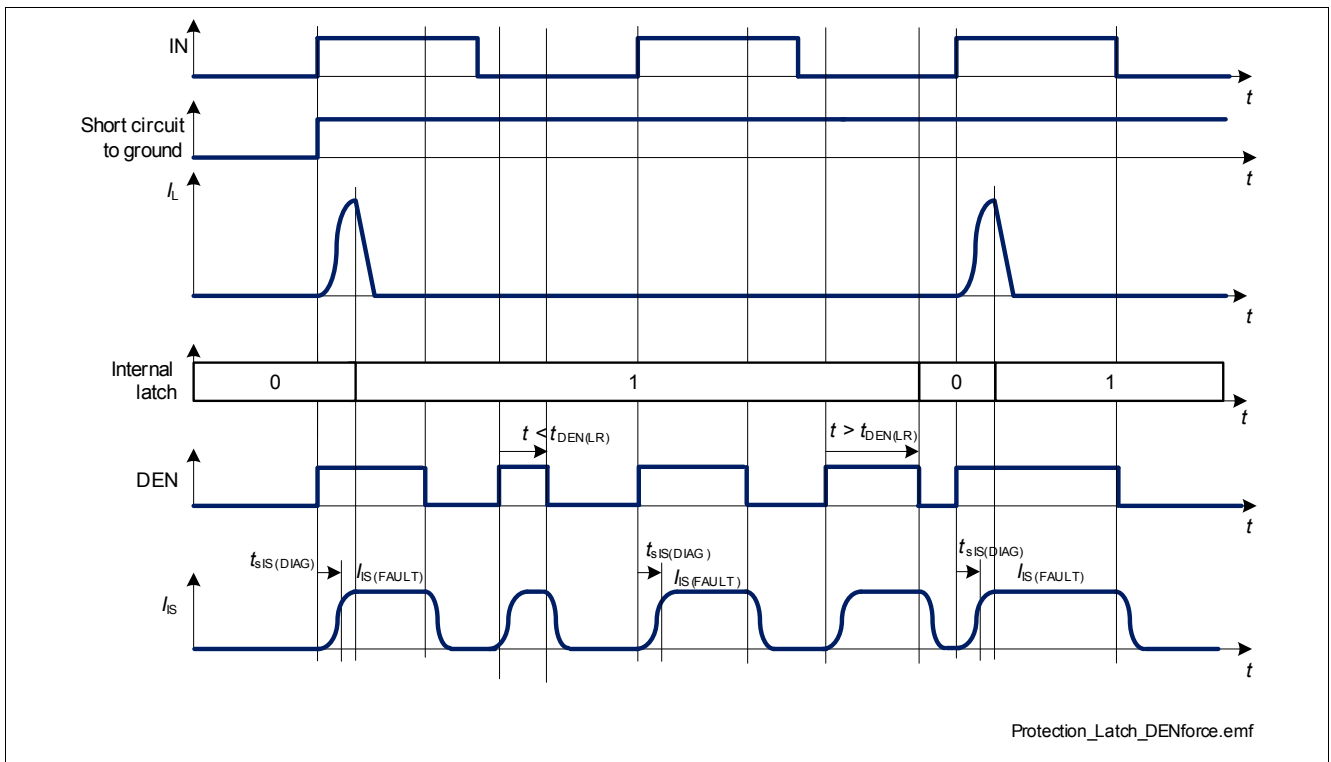 IN
t
Short circuit
to ground
t
IL
t
Internal
latch
0
1
0
1
t
t < tDEN(LR)
t > tDEN(LR)
DEN
t
tsIS(DIAG)
IIS(FAULT)
tsIS(DIAG)
IIS(FAULT)
tsIS(DIAG)
IIS(FAULT)
IIS
t
Protection_Latch_DENforce.emf